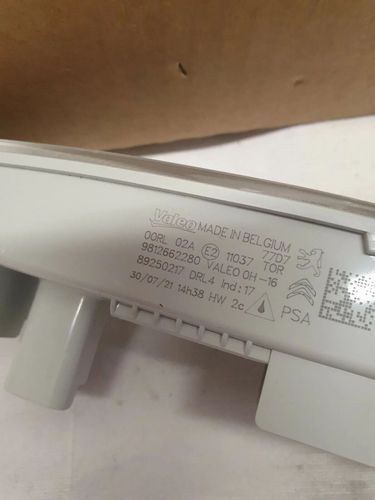 Valeo MADE IN BELGIUM
00RL 02A E2 11037 77D7
9812662280 VALEO OH-16 TOR
89250217 DRL4 Ind:17
30/07/21 14h38 HW 2c
PSA